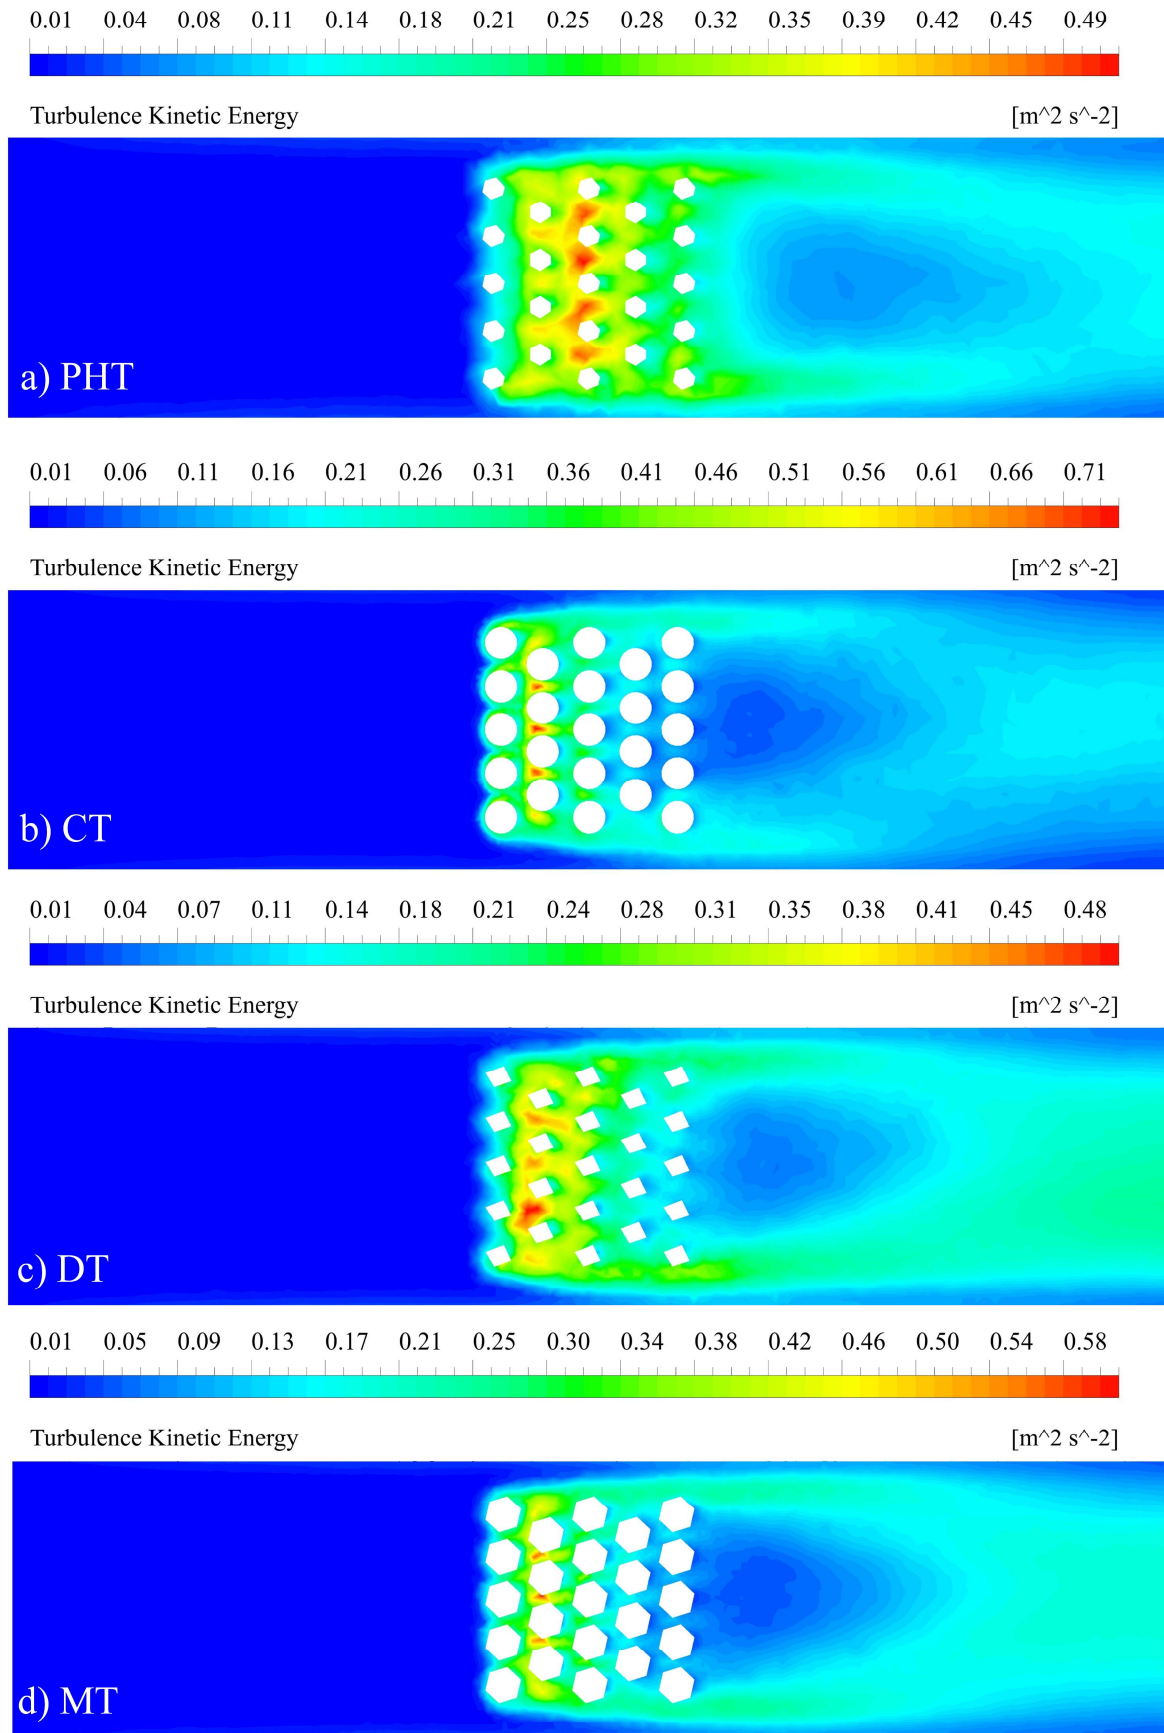 0.01 0.04 0.08 0.11 0.14 0.18 0.21 0.25 0.28 0.32 0.35 0.39 0.42 0.45 0.49
Turbulence Kinetic Energy [m^2 s^-2]
a) PHT
0.01 0.06 0.11 0.16 0.21 0.26 0.31 0.36 0.41 0.46 0.51 0.56 0.61 0.66 0.71
Turbulence Kinetic Energy [m^2 s^-2]
b) CT
0.01 0.04 0.07 0.11 0.14 0.18 0.21 0.24 0.28 0.31 0.35 0.38 0.41 0.45 0.48
Turbulence Kinetic Energy [m^2 s^-2]
c) DT
0.01 0.05 0.09 0.13 0.17 0.21 0.25 0.30 0.34 0.38 0.42 0.46 0.50 0.54 0.58
Turbulence Kinetic Energy [m^2 s^-2]
d) MT